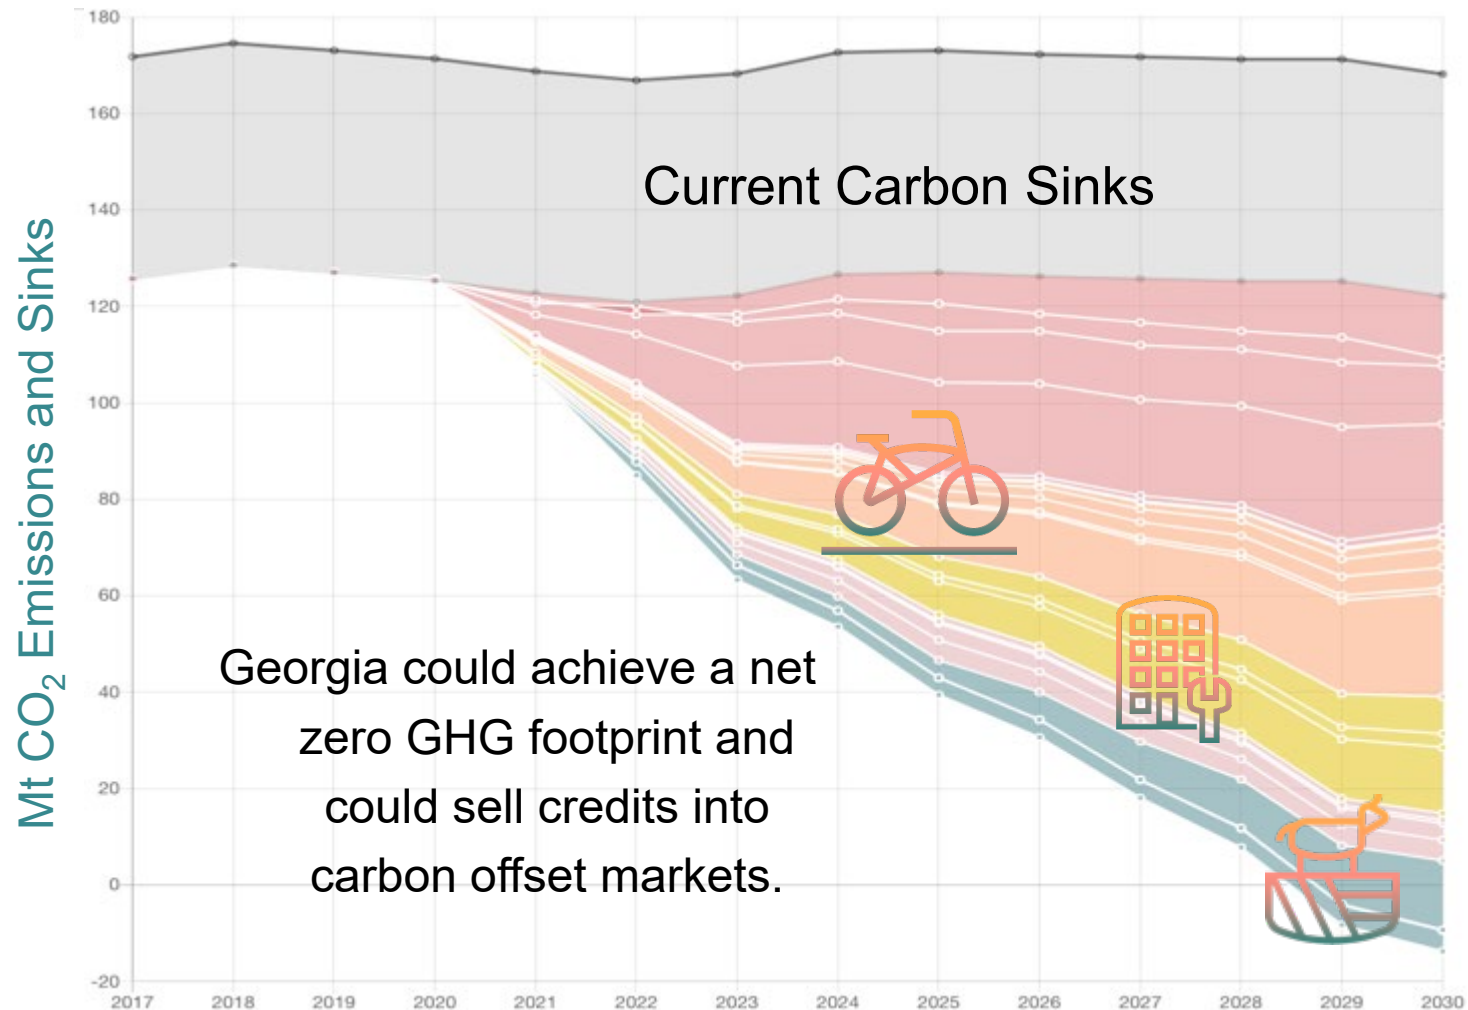 180
160
140
120
100
80
60
40
20
0
-20
Mt CO2 Emissions and Sinks
Current Carbon Sinks
Georgia could achieve a net
zero GHG footprint and
could sell credits into
carbon offset markets.
2017 2018 2019 2020 2021 2022 2023 2024 2025 2026 2027 2028 2029 2030